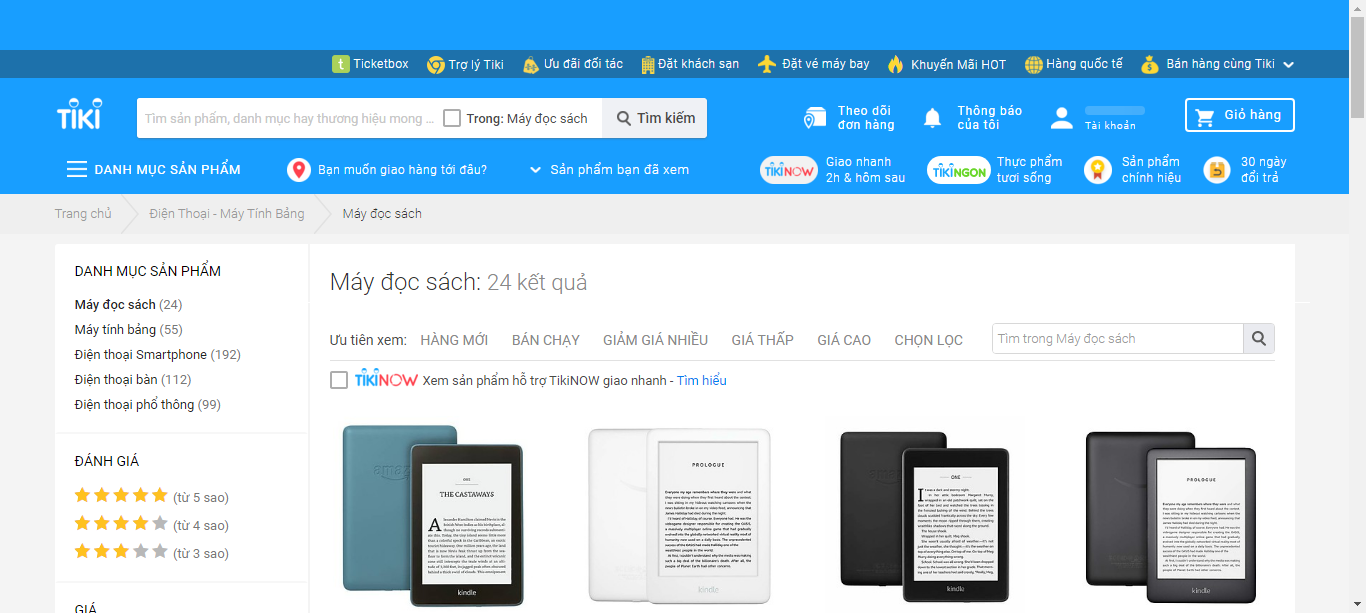 Ticketbox Trợ lý Tiki Ưu đãi đối tác Đặt khách sạn Đặt vé máy bay Khuyến Mãi HOT Hàng quốc tế Bán hàng cùng Tiki
TIKI
Tìm sản phẩm, danh mục hay thương hiệu mong ... Trong: Máy đọc sách Tìm kiếm
Theo dõi
đơn hàng
Thông báo
của tôi
Tài khoản
Giỏ hàng
DANH MỤC SẢN PHẨM Bạn muốn giao hàng tới đâu? Sản phẩm bạn đã xem
TIKINOW Giao nhanh
2h & hôm sau
TIKINGON Thực phẩm
tươi sống
Sản phẩm
chính hiệu
30 ngày
đổi trả
Trang chủ Điện Thoại - Máy Tính Bảng Máy đọc sách
DANH MỤC SẢN PHẨM
Máy đọc sách (24)
Máy tính bảng (55)
Điện thoại Smartphone (192)
Điện thoại bàn (112)
Điện thoại phổ thông (99)
ĐÁNH GIÁ
(từ 5 sao)
(từ 4 sao)
(từ 3 sao)
GIÁ
Máy đọc sách: 24 kết quả
Ưu tiên xem: HÀNG MỚI BÁN CHẠY GIẢM GIÁ NHIỀU GIÁ THẤP GIÁ CAO CHỌN LỌC Tìm trong Máy đọc sách
TIKINOW Xem sản phẩm hỗ trợ TikiNOW giao nhanh - Tìm hiểu
amazon
ONE
THE CASTAWAYS
kindle
PROLOGUE
kindle
ONE
kindle
PROLOGUE
kindle